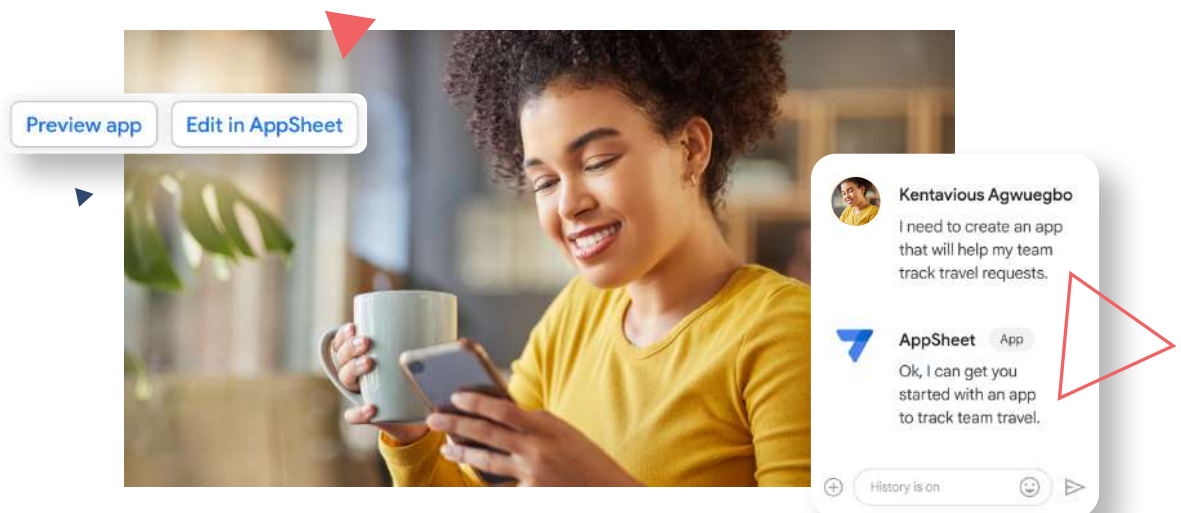 Preview app
Edit in AppSheet
Kentavious Agwuegbo
I need to create an app
that will help my team
track travel requests.
AppSheet App
Ok, I can get you
started with an app
to track team travel.
History is on